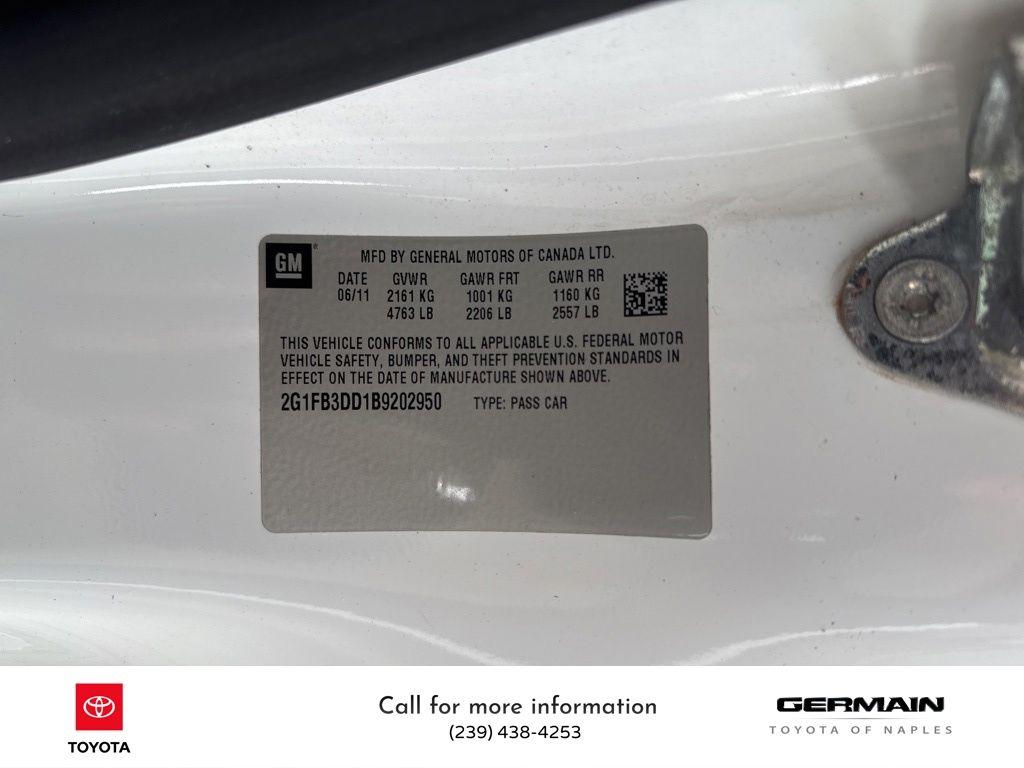 GM
MFD BY GENERAL MOTORS OF CANADA LTD.
DATE GVWR GAWR FRT GAWR RR
06/11 2161 KG 1001 KG 1160 KG
4763 LB 2206 LB 2557 LB
THIS VEHICLE CONFORMS TO ALL APPLICABLE U.S. FEDERAL MOTOR
VEHICLE SAFETY, BUMPER, AND THEFT PREVENTION STANDARDS IN
EFFECT ON THE DATE OF MANUFACTURE SHOWN ABOVE.
2G1FB3DD1B9202950 TYPE: PASS CAR
TOYOTA
Call for more information
(239) 438-4253
GERMAIN
TOYOTA OF NAPLES